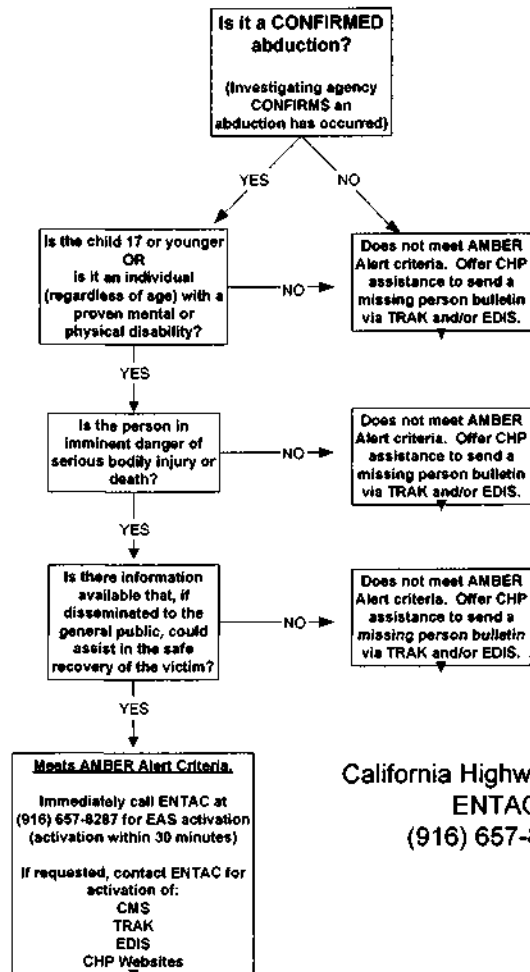 Is it a CONFIRMED
abduction?
(Investigating agency
CONFIRMS an
abduction has occurred)
YES
NO
Is the child 17 or younger
OR
is it an individual
(regardless of age) with a
proven mental or
physical disability?
NO
Does not meet AMBER
Alert criteria. Offer CHP
assistance to send a
missing person bulletin
via TRAK and/or EDIS.
YES
Is the person in
imminent danger of
serious bodily injury or
death?
NO
Does not meet AMBER
Alert criteria. Offer CHP
assistance to send a
missing person bulletin
via TRAK and/or EDIS.
YES
Is there information
available that, if
disseminated to the
general public, could
assist in the safe
recovery of the victim?
NO
Does not meet AMBER
Alert criteria. Offer CHP
assistance to send a
missing person bulletin
via TRAK and/or EDIS.
YES
Meets AMBER Alert Criteria.
Immediately call ENTAC at
(916) 657-8287 for EAS activation
(activation within 30 minutes)
If requested, contact ENTAC for
activation of:
CMS
TRAK
EDIS
CHP Websites
California Highw
ENTAC
(916) 657-8